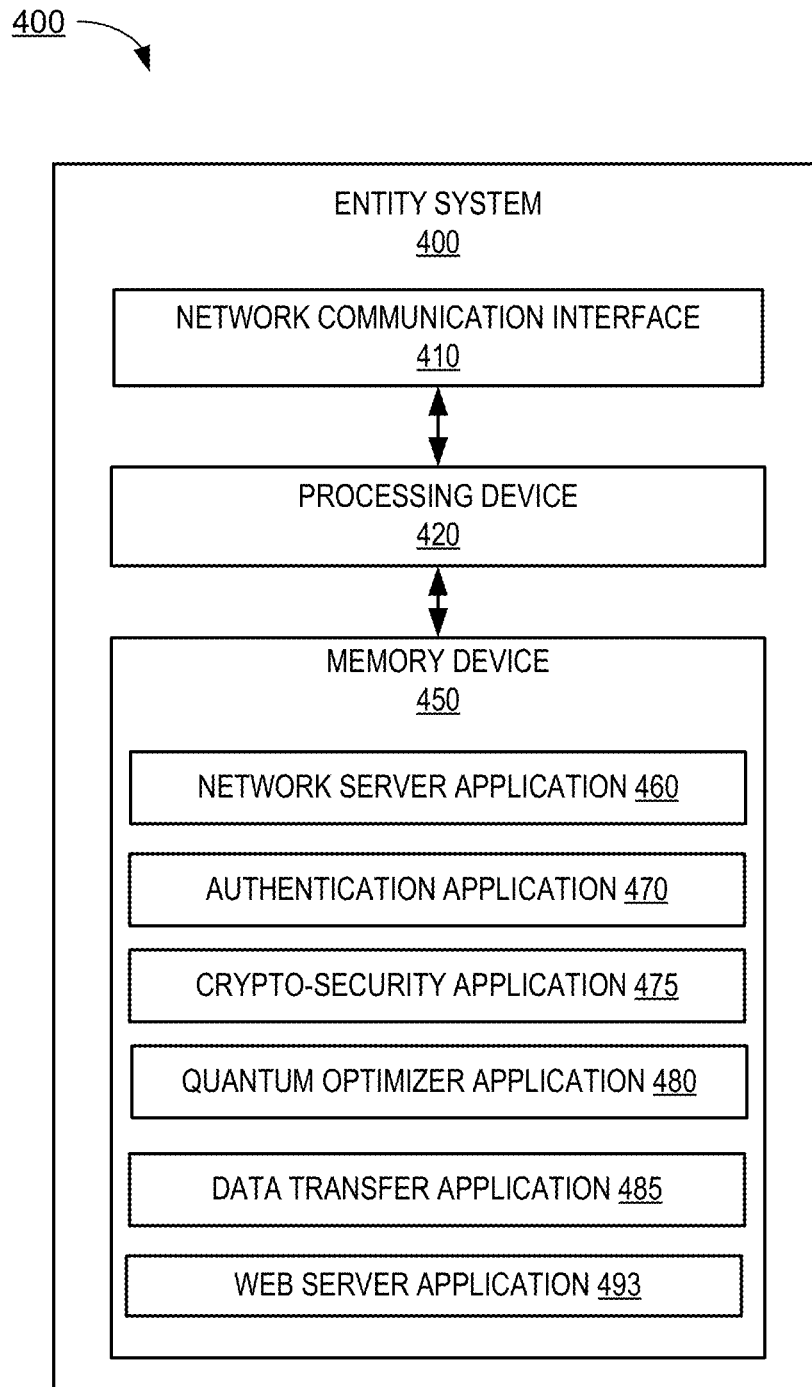 400
ENTITY SYSTEM
400
NETWORK COMMUNICATION INTERFACE
410
PROCESSING DEVICE
420
MEMORY DEVICE
450
NETWORK SERVER APPLICATION 460
AUTHENTICATION APPLICATION 470
CRYPTO-SECURITY APPLICATION 475
QUANTUM OPTIMIZER APPLICATION 480
DATA TRANSFER APPLICATION 485
WEB SERVER APPLICATION 493